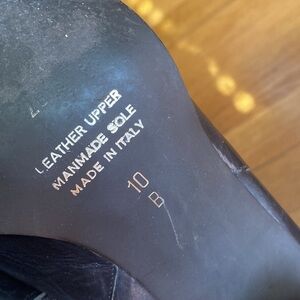 LEATHER UPPER
MANMADE SOLE
MADE IN ITALY
10
B